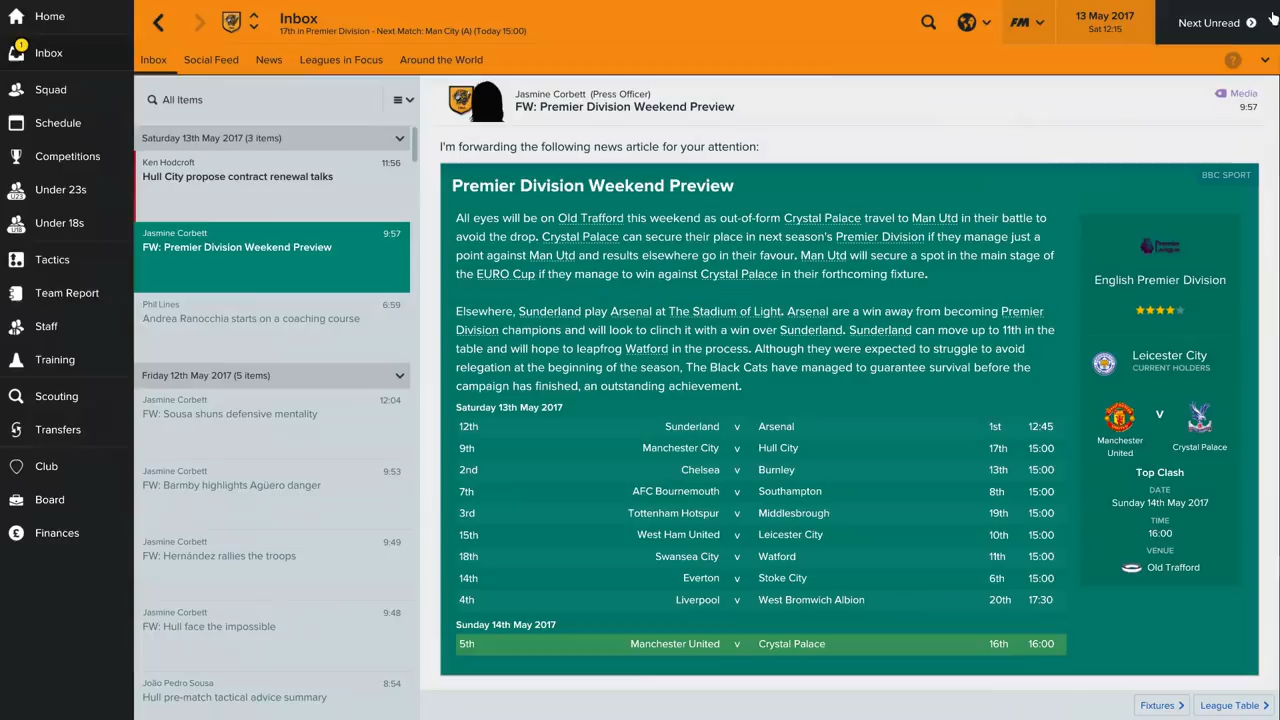 Home
1
Inbox
Squad
Schedule
Competitions
U23
Under 23s
U18
Under 18s
Tactics
Team Report
Staff
Training
Scouting
Transfers
Club
Board
Finances
Inbox
17th in Premier Division - Next Match: Man City (A) (Today 15:00)
FM
13 May 2017
Sat 12:15
Next Unread
Inbox Social Feed News Leagues in Focus Around the World
?
All Items
Saturday 13th May 2017 (3 items)
Ken Hodcroft 11:56
Hull City propose contract renewal talks
Jasmine Corbett 9:57
FW: Premier Division Weekend Preview
Phil Lines 6:59
Andrea Ranocchia starts on a coaching course
Friday 12th May 2017 (5 items)
Jasmine Corbett 12:04
FW: Sousa shuns defensive mentality
Jasmine Corbett 9:53
FW: Barmby highlights Agüero danger
Jasmine Corbett 9:49
FW: Hernández rallies the troops
Jasmine Corbett 9:48
FW: Hull face the impossible
João Pedro Sousa 8:54
Hull pre-match tactical advice summary
Jasmine Corbett (Press Officer)
FW: Premier Division Weekend Preview
Media
9:57
I'm forwarding the following news article for your attention:
BBC SPORT
Premier Division Weekend Preview
All eyes will be on Old Trafford this weekend as out-of-form Crystal Palace travel to Man Utd in their battle to
avoid the drop. Crystal Palace can secure their place in next season's Premier Division if they manage just a
point against Man Utd and results elsewhere go in their favour. Man Utd will secure a spot in the main stage of
the EURO Cup if they manage to win against Crystal Palace in their forthcoming fixture.
Elsewhere, Sunderland play Arsenal at The Stadium of Light. Arsenal are a win away from becoming Premier
Division champions and will look to clinch it with a win over Sunderland. Sunderland can move up to 11th in the
table and will hope to leapfrog Watford in the process. Although they were expected to struggle to avoid
relegation at the beginning of the season, The Black Cats have managed to guarantee survival before the
campaign has finished, an outstanding achievement.
Saturday 13th May 2017
12th Sunderland v Arsenal 1st 12:45
9th Manchester City v Hull City 17th 15:00
2nd Chelsea v Burnley 13th 15:00
7th AFC Bournemouth v Southampton 8th 15:00
3rd Tottenham Hotspur v Middlesbrough 19th 15:00
15th West Ham United v Leicester City 10th 15:00
18th Swansea City v Watford 11th 15:00
14th Everton v Stoke City 6th 15:00
4th Liverpool v West Bromwich Albion 20th 17:30
Sunday 14th May 2017
5th Manchester United v Crystal Palace 16th 16:00
Premier
League
English Premier Division
Leicester City
CURRENT HOLDERS
V
Manchester
United
Crystal Palace
Top Clash
DATE
Sunday 14th May 2017
TIME
16:00
VENUE
Old Trafford
Fixtures
League Table